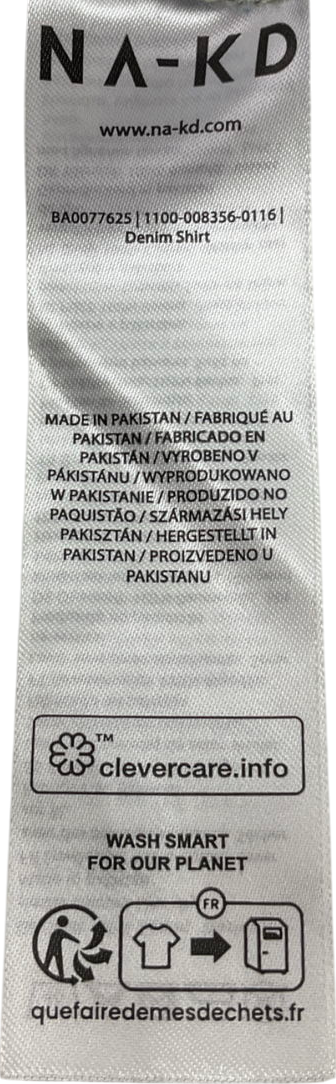 NA-KD
www.na-kd.com
BA0077625 | 1100-008356-0116 |
Denim Shirt
MADE IN PAKISTAN / FABRIQUÉ AU
PAKISTAN / FABRICADO EN
PAKISTÁN / VYROBENO V
PÁKISTÁNU / WYPRODUKOWANO
W PAKISTANIE / PRODUZIDO NO
PAQUISTÃO / SZÁRMAZÁSI HELY
PAKISZTÁN / HERGESTELLT IN
PAKISTAN / PROIZVEDENO U
PAKISTANU
TM
clevercare.info
WASH SMART
FOR OUR PLANET
FR
quefairedemesdechets.fr